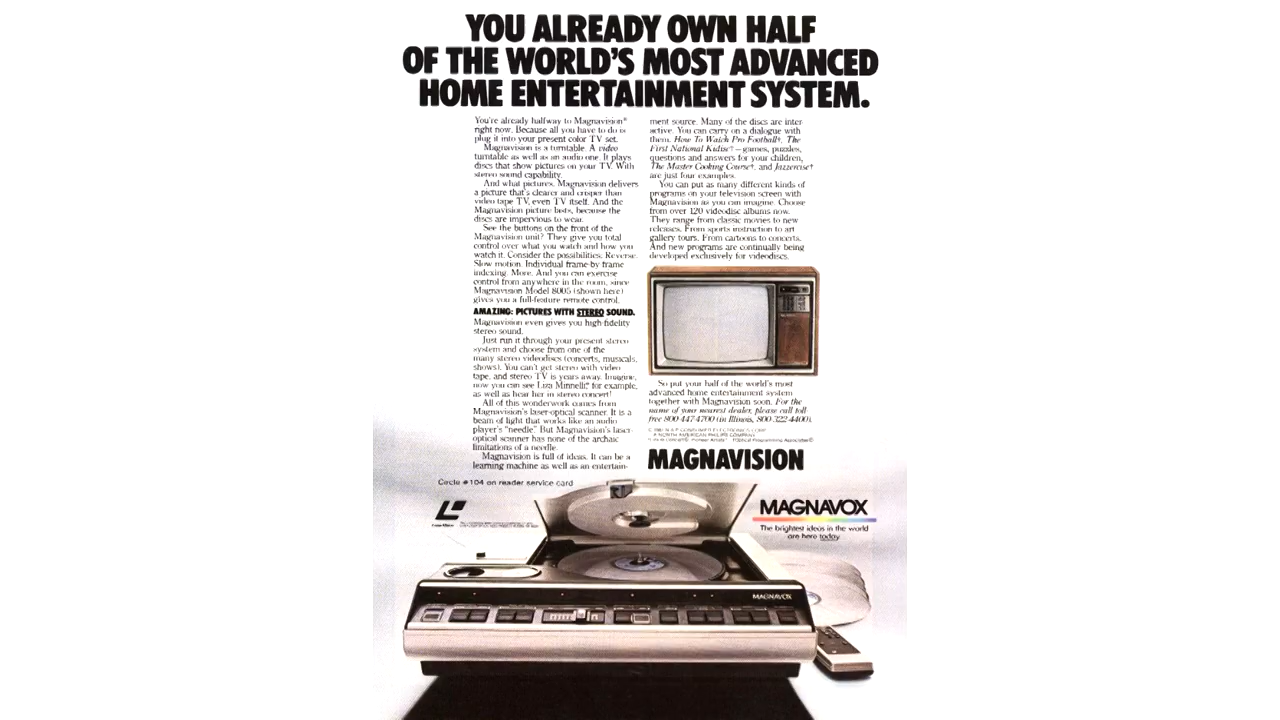 YOU ALREADY OWN HALF
OF THE WORLD'S MOST ADVANCED
HOME ENTERTAINMENT SYSTEM.
You're already halfway to Magnavision®
right now. Because all you have to do is
plug it into your present color TV set.
Magnavision is a turntable. A video
turntable as well as an audio one. It plays
discs that show pictures on your TV. With
stereo sound capability.
And what pictures. Magnavision delivers
a picture that's clearer and crisper than
video tape TV, even TV itself. And the
Magnavision picture lasts, because the
discs are impervious to wear.
See the buttons on the front of the
Magnavision unit? They give you total
control over what you watch and how you
watch it. Consider the possibilities. Reverse.
Slow motion. Individual frame-by frame
indexing. More. And you can exercise
control from anywhere in the room, since
Magnavision Model 8005 (shown here)
gives you a full-feature remote control.
AMAZING: PICTURES WITH STEREO SOUND.
Magnavision even gives you high-fidelity
stereo sound.
Just run it through your present stereo
system and choose from one of the
many stereo videodiscs (concerts, musicals,
shows). You can't get stereo with video
tape, and stereo TV is years away. Imagine,
now you can see Liza Minnelli,* for example,
as well as hear her in stereo concert!
All of this wonderwork comes from
Magnavision's laser-optical scanner. It is a
beam of light that works like an audio
player's "needle." But Magnavision's laser-
optical scanner has none of the archaic
limitations of a needle.
Magnavision is full of ideas. It can be a
learning machine as well as an entertain-
ment source. Many of the discs are inter-
active. You can carry on a dialogue with
them. How To Watch Pro Football†, The
First National Kidisc†—games, puzzles,
questions and answers for your children,
The Master Cooking Course†, and Jazzercise†
are just four examples.
You can put as many different kinds of
programs on your television screen with
Magnavision as you can imagine. Choose
from over 120 videodisc albums now.
They range from classic movies to new
releases. From sports instruction to art
gallery tours. From cartoons to concerts.
And new programs are continually being
developed exclusively for videodiscs.
So put your half of the world's most
advanced home entertainment system
together with Magnavision soon. For the
name of your nearest dealer, please call toll-
free 800-447-4700 (in Illinois, 800-322-4400).
N.A.P. CONSUMER ELECTRONICS CORP.
A NORTH AMERICAN PHILIPS COMPANY
Pioneer Artists †Optical Programming Associates
MAGNAVISION
Circle #104 on reader service card
LaserVision
MAGNAVOX
The brightest ideas in the world
are here today.
MAGNAVOX